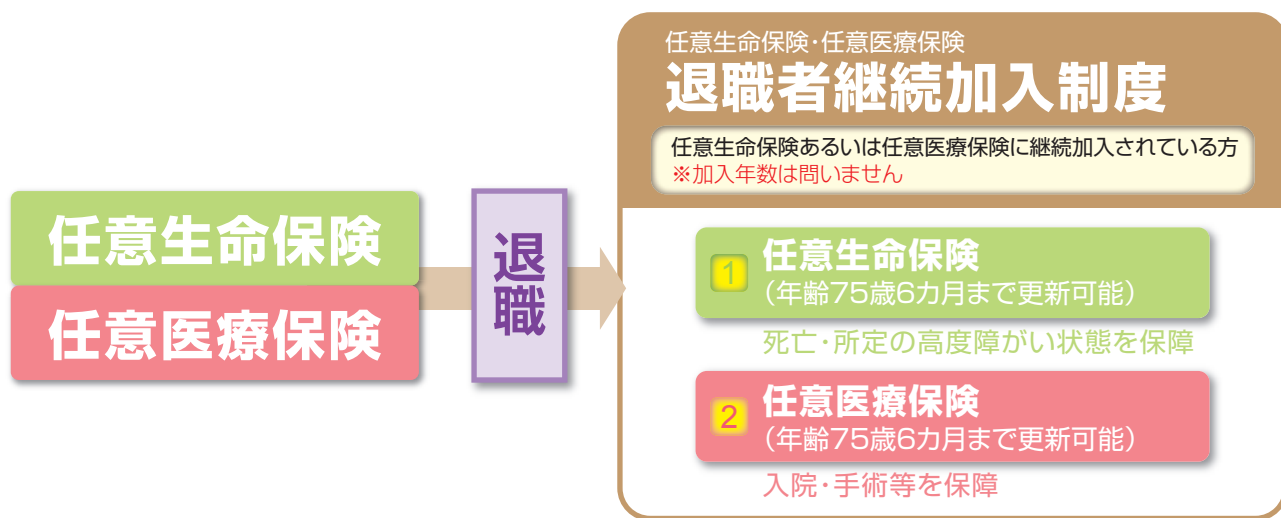 任意生命保険
任意医療保険
退職
任意生命保険・任意医療保険
退職者継続加入制度
任意生命保険あるいは任意医療保険に継続加入されている方
※加入年数は問いません
1 任意生命保険
（年齢75歳6カ月まで更新可能）
死亡・所定の高度障がい状態を保障
2 任意医療保険
（年齢75歳6カ月まで更新可能）
入院・手術等を保障